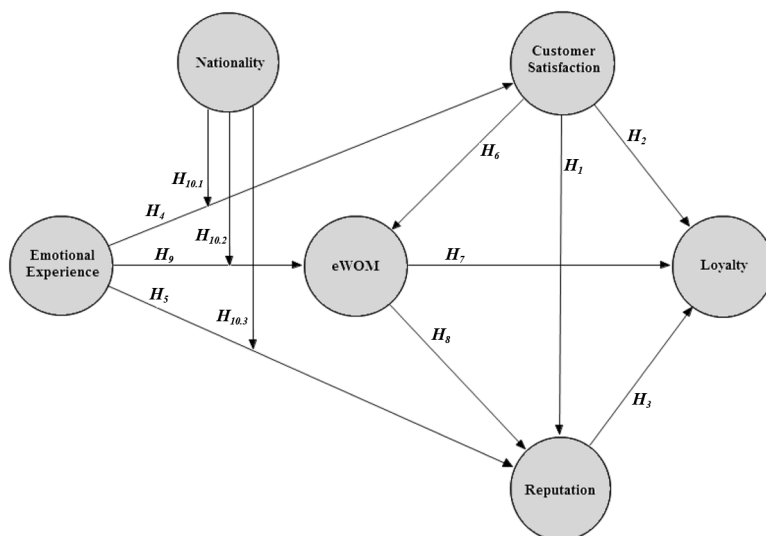 Nationality
Customer
Satisfaction
H10.1
H6
H1
H2
H4
H10.2
Emotional
Experience
H9
eWOM
H7
Loyalty
H5
H10.3
H8
H3
Reputation